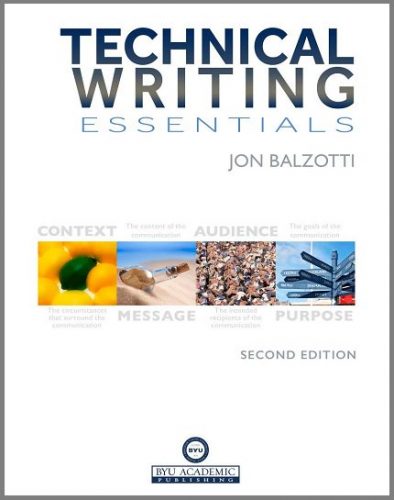 TECHNICAL
WRITING
ESSENTIALS
JON BALZOTTI
CONTEXT
The content of the
communication
AUDIENCE
The goals of the
communication
The circumstances
that surround the
communication
MESSAGE
The intended
recipients of the
communication
PURPOSE
SECOND EDITION
BYU
BYU ACADEMIC
PUBLISHING